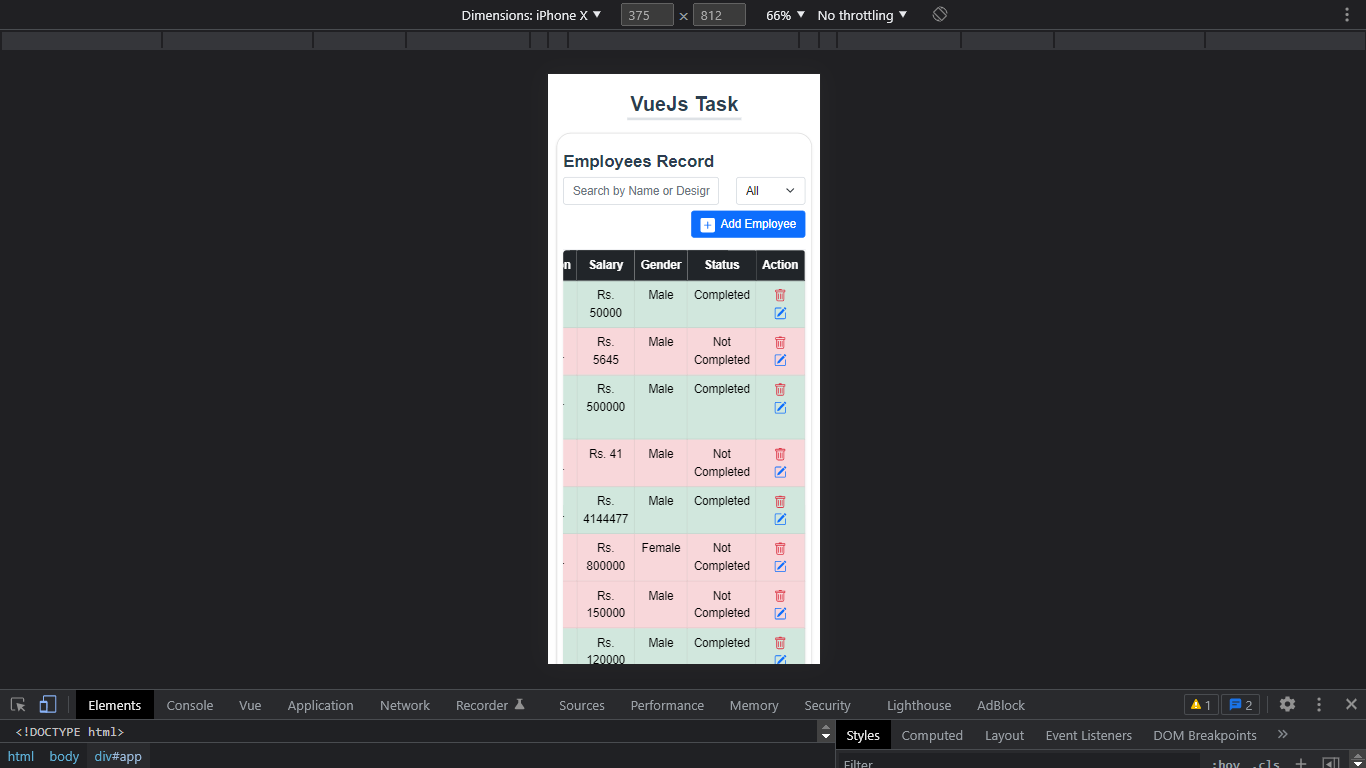 Dimensions: iPhone X ▼ 375 × 812 66% ▼ No throttling ▼
VueJs Task
Employees Record
Search by Name or Desigr All
Add Employee
on Salary Gender Status Action
Rs. 50000 Male Completed
Rs. 5645 Male Not Completed
Rs. 500000 Male Completed
Rs. 41 Male Not Completed
Rs. 4144477 Male Completed
Rs. 800000 Female Not Completed
Rs. 150000 Male Not Completed
Rs. 120000 Male Completed
Elements Console Vue Application Network Recorder Sources Performance Memory Security Lighthouse AdBlock 1 2
<!DOCTYPE html>
html body div#app
Styles Computed Layout Event Listeners DOM Breakpoints »
Filter :hov .cls +